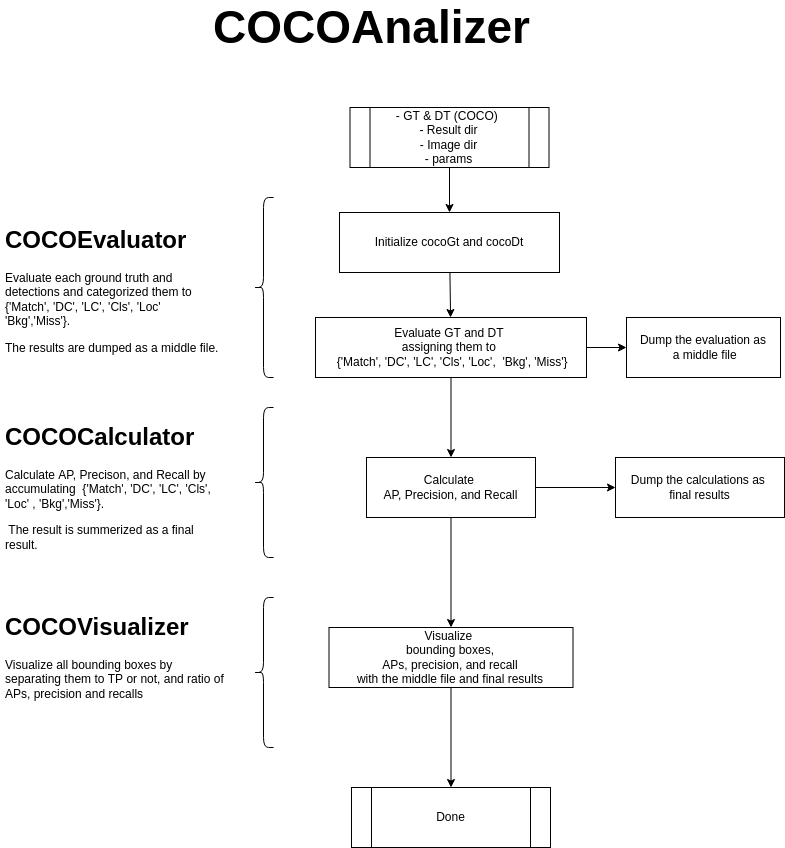 COCOAnalizer
- GT & DT (COCO)
- Result dir
- Image dir
- params
COCOEvaluator
Evaluate each ground truth and
detections and categorized them to
{'Match', 'DC', 'LC', 'Cls', 'Loc'
'Bkg','Miss'}.
The results are dumped as a middle file.
Initialize cocoGt and cocoDt
Evaluate GT and DT
assigning them to
{'Match', 'DC', 'LC', 'Cls', 'Loc',  'Bkg', 'Miss'}
Dump the evaluation as
a middle file
COCOCalculator
Calculate AP, Precison, and Recall by
accumulating  {'Match', 'DC', 'LC', 'Cls',
'Loc' , 'Bkg','Miss'}.
The result is summerized as a final
result.
Calculate
AP, Precision, and Recall
Dump the calculations as
final results
COCOVisualizer
Visualize all bounding boxes by
separating them to TP or not, and ratio of
APs, precision and recalls
Visualize
bounding boxes,
APs, precision, and recall
with the middle file and final results
Done